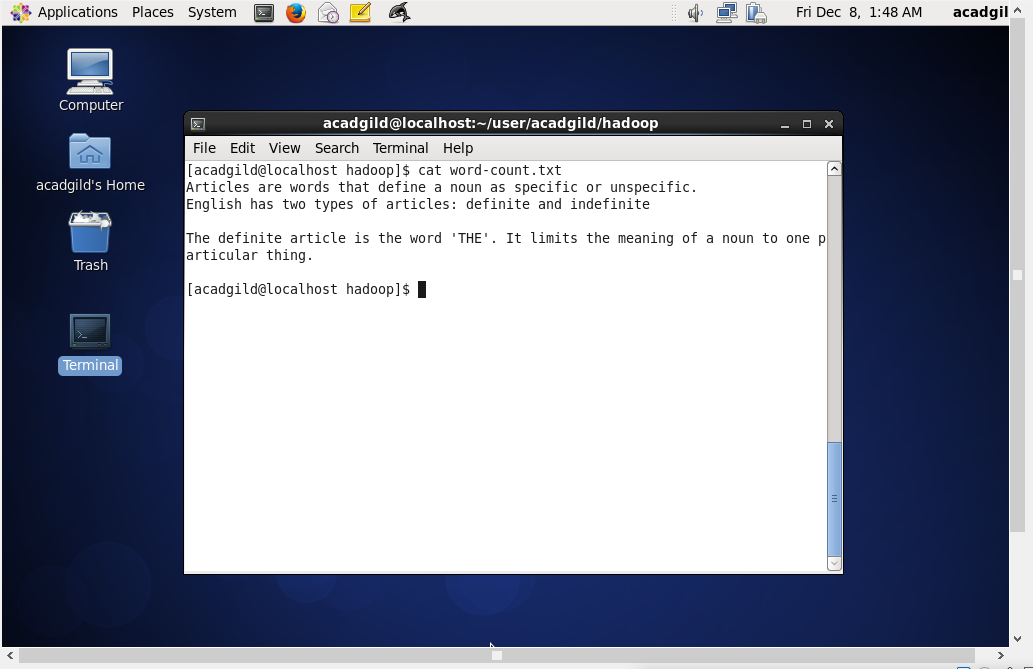 Applications Places System Fri Dec 8, 1:48 AM acadgil
Computer
acadgild's Home
Trash
Terminal
acadgild@localhost:~/user/acadgild/hadoop
File Edit View Search Terminal Help
[acadgild@localhost hadoop]$ cat word-count.txt
Articles are words that define a noun as specific or unspecific.
English has two types of articles: definite and indefinite
The definite article is the word 'THE'. It limits the meaning of a noun to one p
articular thing.
[acadgild@localhost hadoop]$